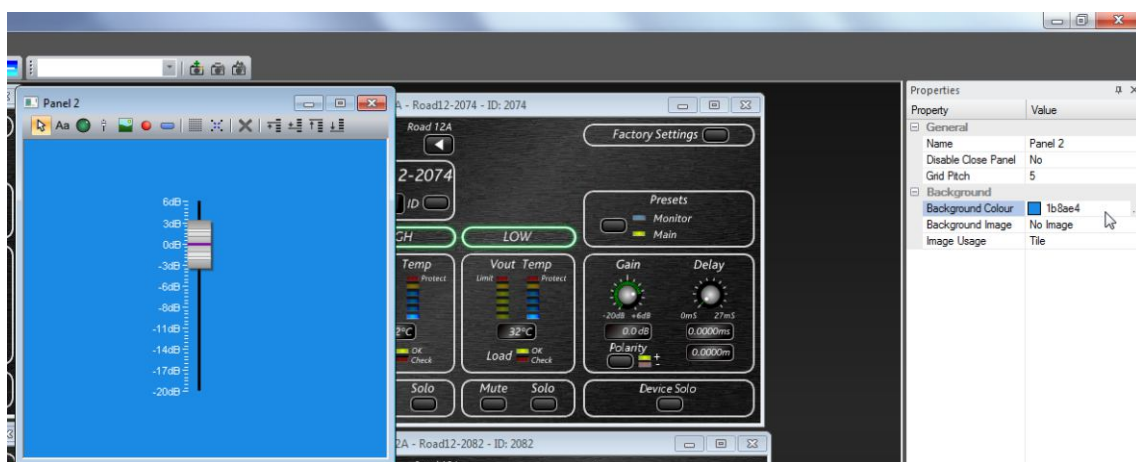 Panel 2
Aa
6dB
3dB
0dB
-3dB
-6dB
-8dB
-11dB
-14dB
-17dB
-20dB
A - Road12-2074 - ID: 2074
Road 12A
Factory Settings
2-2074
ID
Presets
Monitor
Main
GH
LOW
Temp
Protect
Vout Temp
Limit
Protect
Gain
Delay
-20dB +6dB
0mS 27mS
2°C
32°C
0.0 dB
0.0000ms
OK
Check
Load
OK
Check
Polarity
+
-
0.0000m
Solo
Mute
Solo
Device Solo
2A - Road12-2082 - ID: 2082
Properties
Property Value
General
Name Panel 2
Disable Close Panel No
Grid Pitch 5
Background
Background Colour 1b8ae4
Background Image No Image
Image Usage Tile